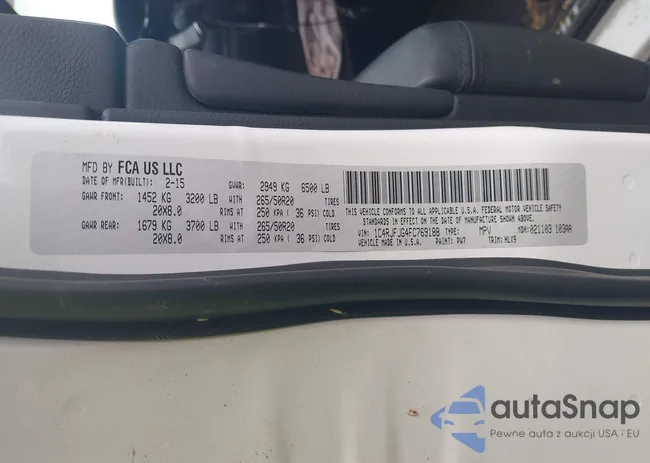 MFD BY FCA US LLC
DATE OF MFR(BUILT): 2-15 GVWR: 2949 KG 6500 LB
GAWR FRONT: 1452 KG 3200 LB WITH 265/50R20 TIRES
20X8.0 RIMS AT 250 KPA ( 36 PSI) COLD
GAWR REAR: 1679 KG 3700 LB WITH 265/50R20 TIRES
20X8.0 RIMS AT 250 KPA ( 36 PSI) COLD
THIS VEHICLE CONFORMS TO ALL APPLICABLE U.S.A. FEDERAL MOTOR VEHICLE SAFETY
STANDARDS IN EFFECT ON THE DATE OF MANUFACTURE SHOWN ABOVE.
VIN: 1C4RJFJG4FC769188 TYPE: MPV MDH:021103 103AA
VEHICLE MADE IN U.S.A. PAINT: PW7 TRIM: HLX9
autaSnap
Pewne auta z aukcji USA i EU